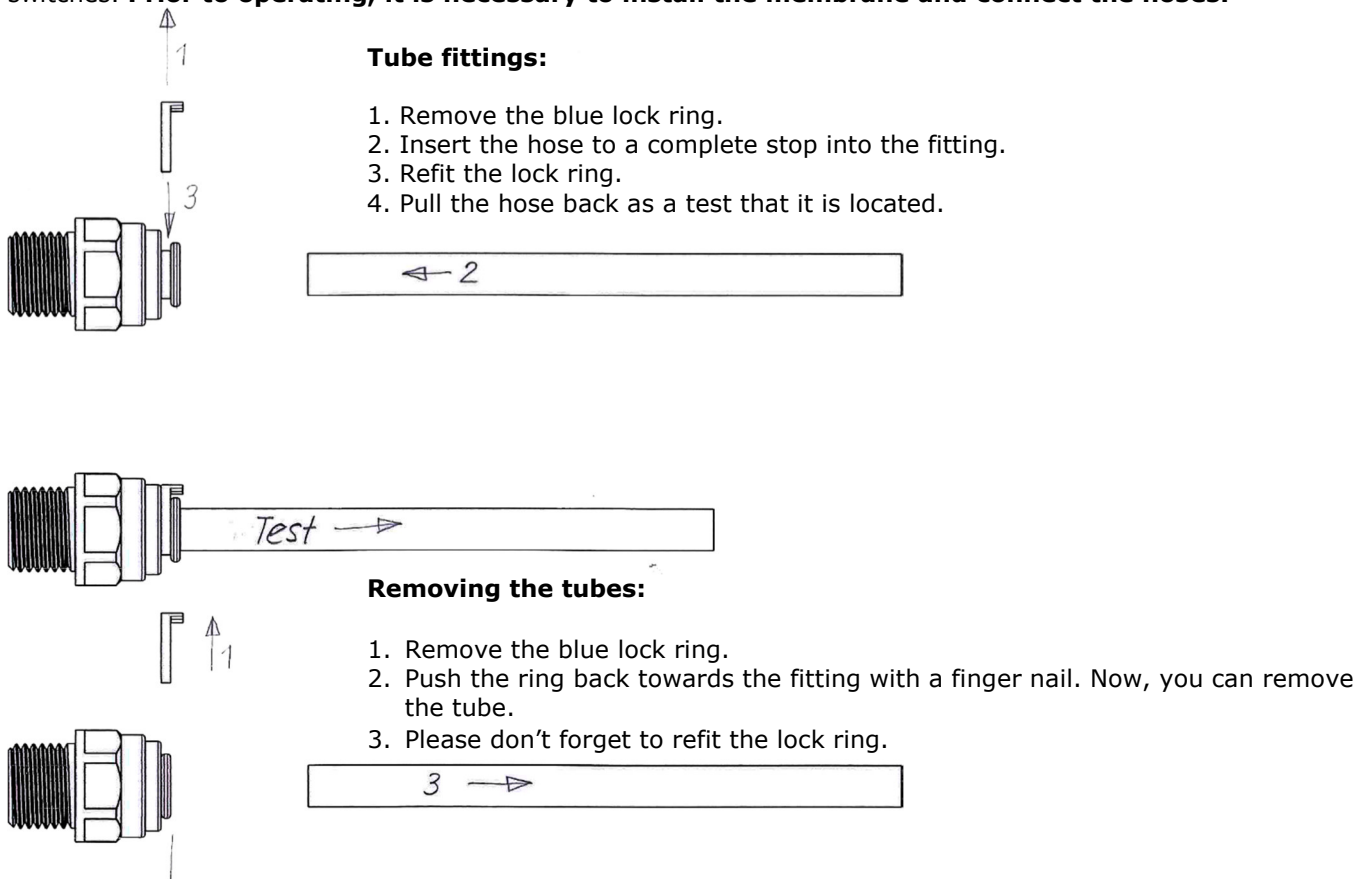 Prior to operating, it is necessary to install the membrane and connect the hoses.
1
Tube fittings:
1. Remove the blue lock ring.
2. Insert the hose to a complete stop into the fitting.
3. Refit the lock ring.
4. Pull the hose back as a test that it is located.
3
2
Test
Removing the tubes:
1
1. Remove the blue lock ring.
2. Push the ring back towards the fitting with a finger nail. Now, you can remove
the tube.
3. Please don't forget to refit the lock ring.
3